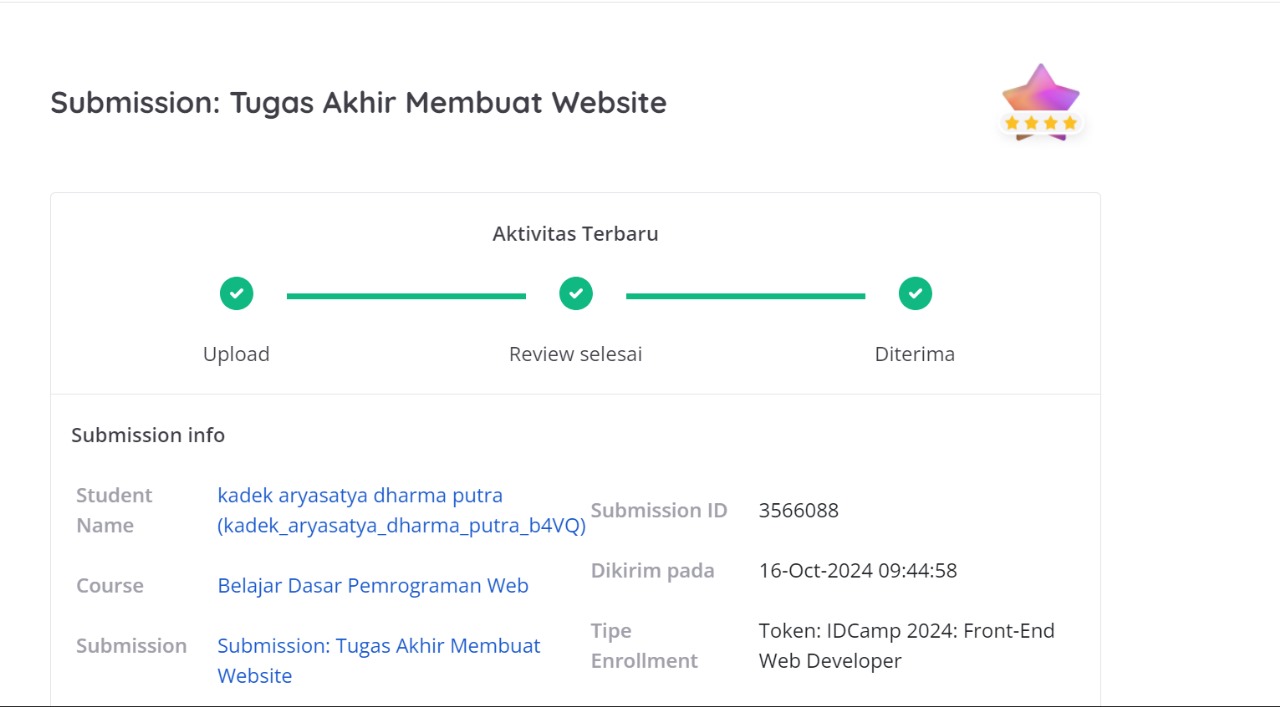 Submission: Tugas Akhir Membuat Website
Aktivitas Terbaru
Upload
Review selesai
Diterima
Submission info
Student
Name
kadek aryasatya dharma putra
(kadek_aryasatya_dharma_putra_b4VQ)
Course
Belajar Dasar Pemrograman Web
Submission
Submission: Tugas Akhir Membuat
Website
Submission ID
3566088
Dikirim pada
16-Oct-2024 09:44:58
Tipe
Enrollment
Token: IDCamp 2024: Front-End
Web Developer